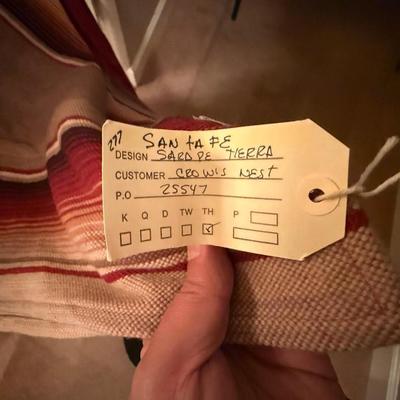 277
SANTA FE
DESIGN SARAPE TIERRA
CUSTOMER CROW'S NEST
P.O 25547
K Q D TW TH P